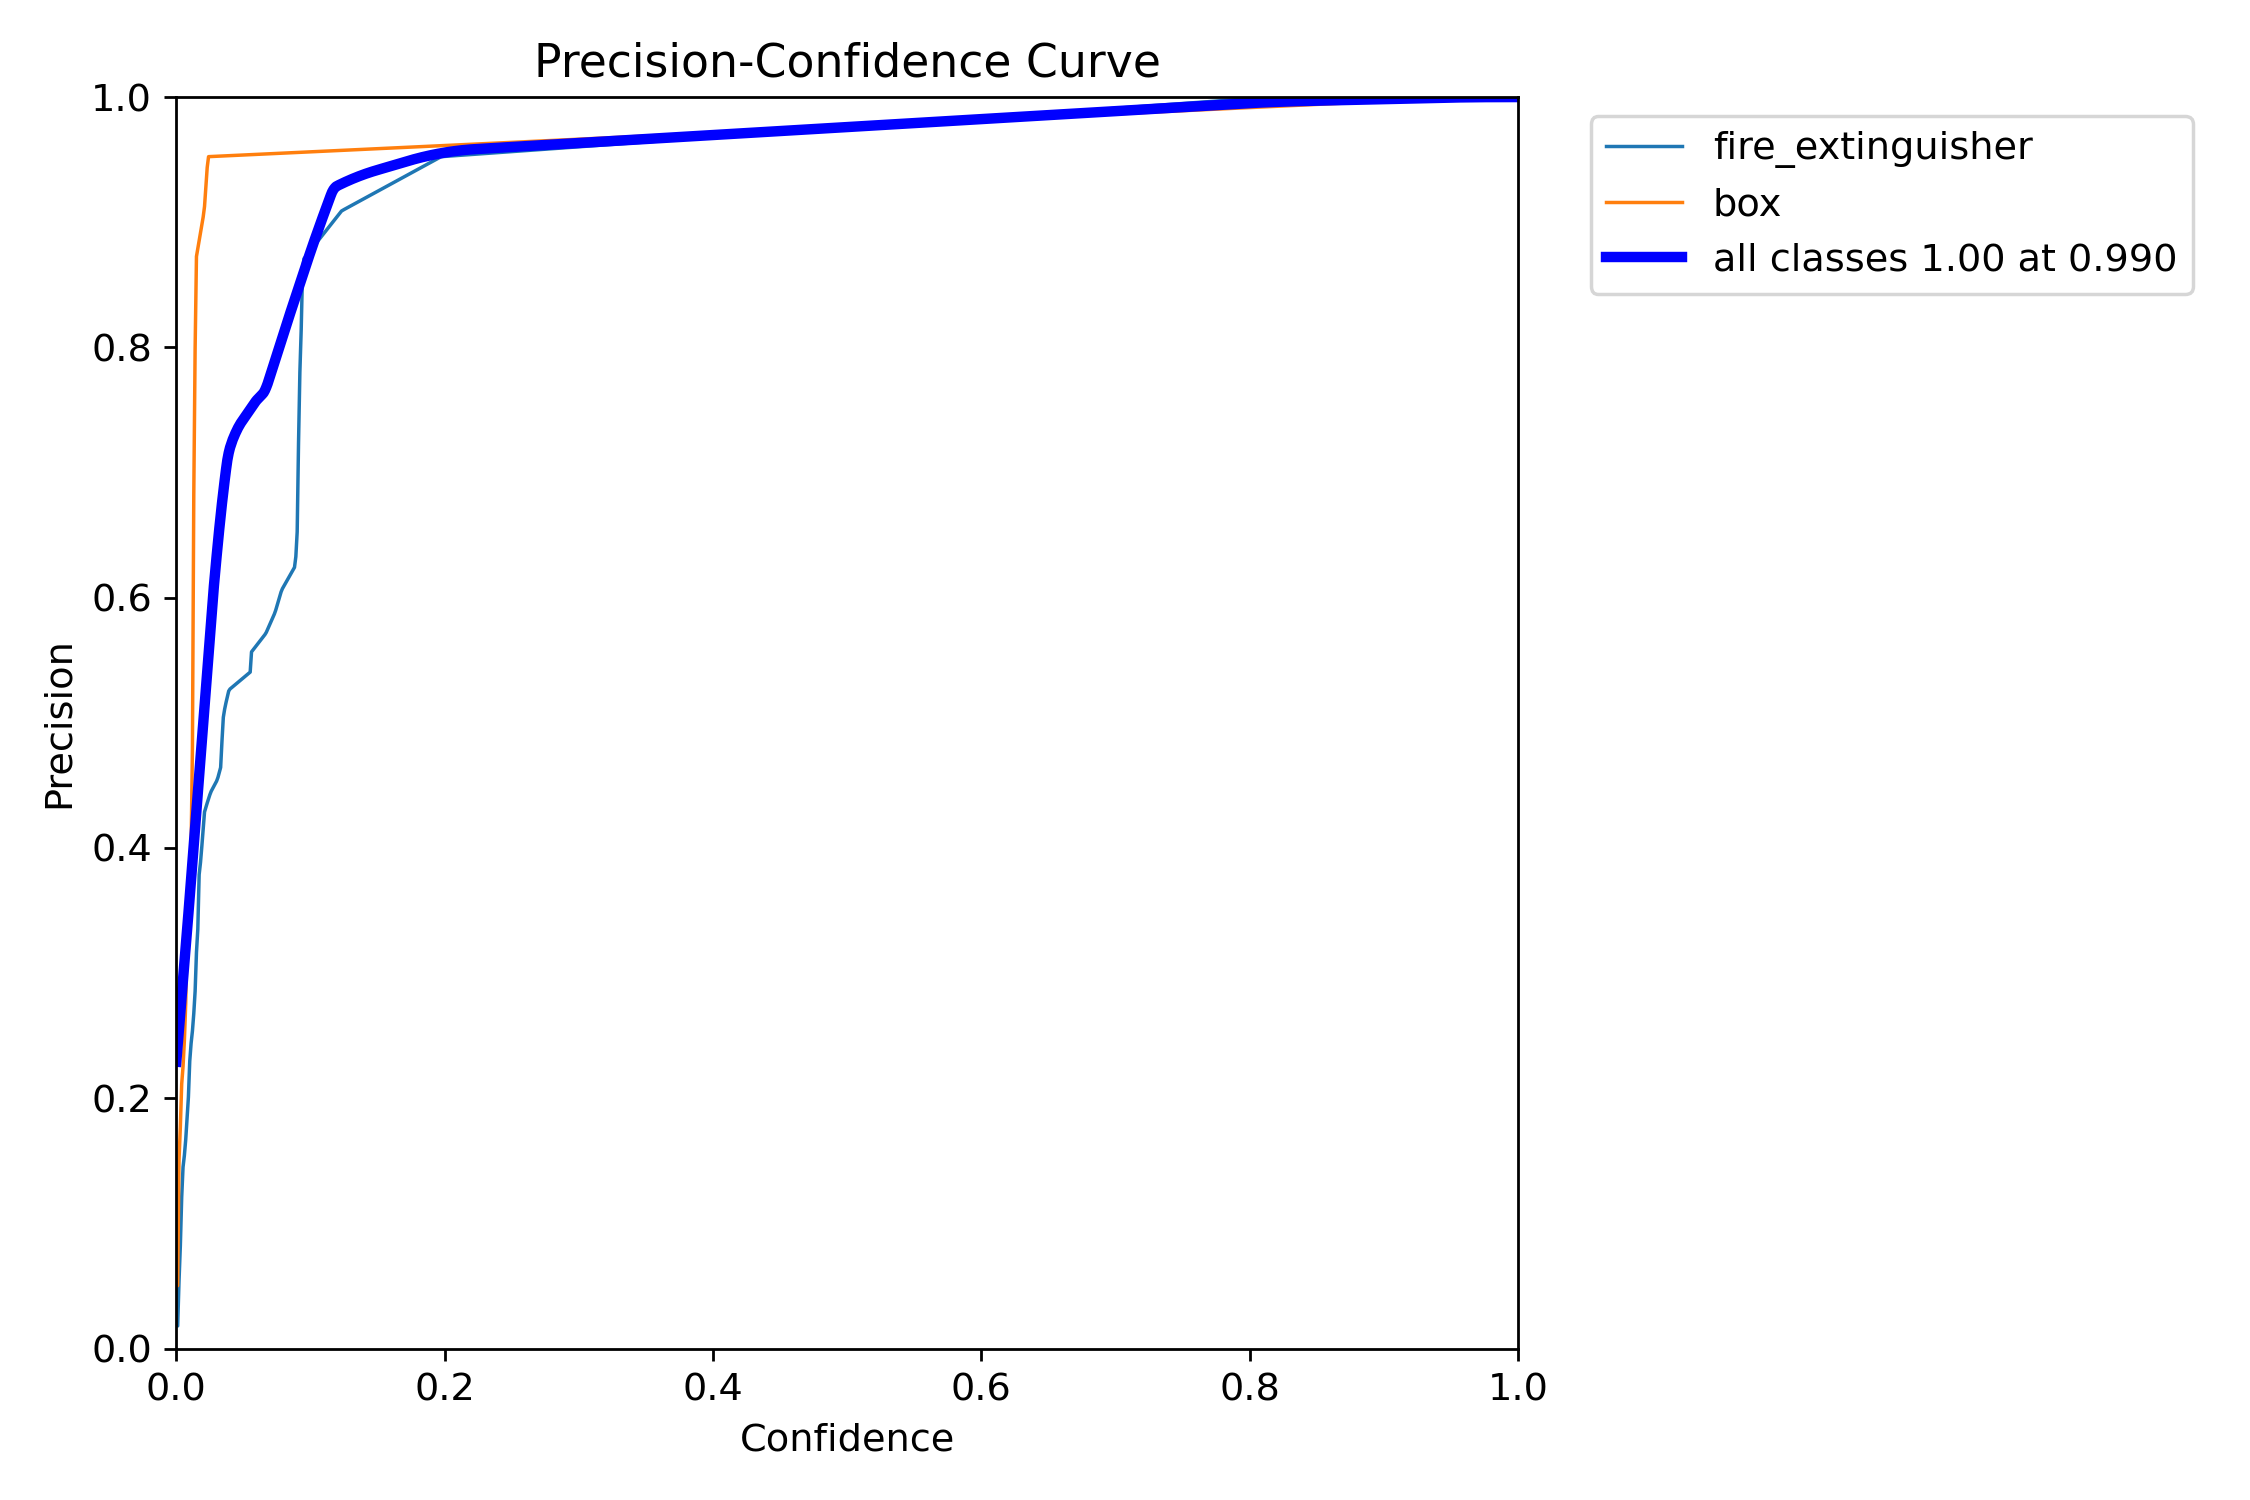 Precision-Confidence Curve
1.0
0.8
0.6
0.4
0.2
0.0
Precision
0.0 0.2 0.4 0.6 0.8 1.0
Confidence
fire_extinguisher
box
all classes 1.00 at 0.990